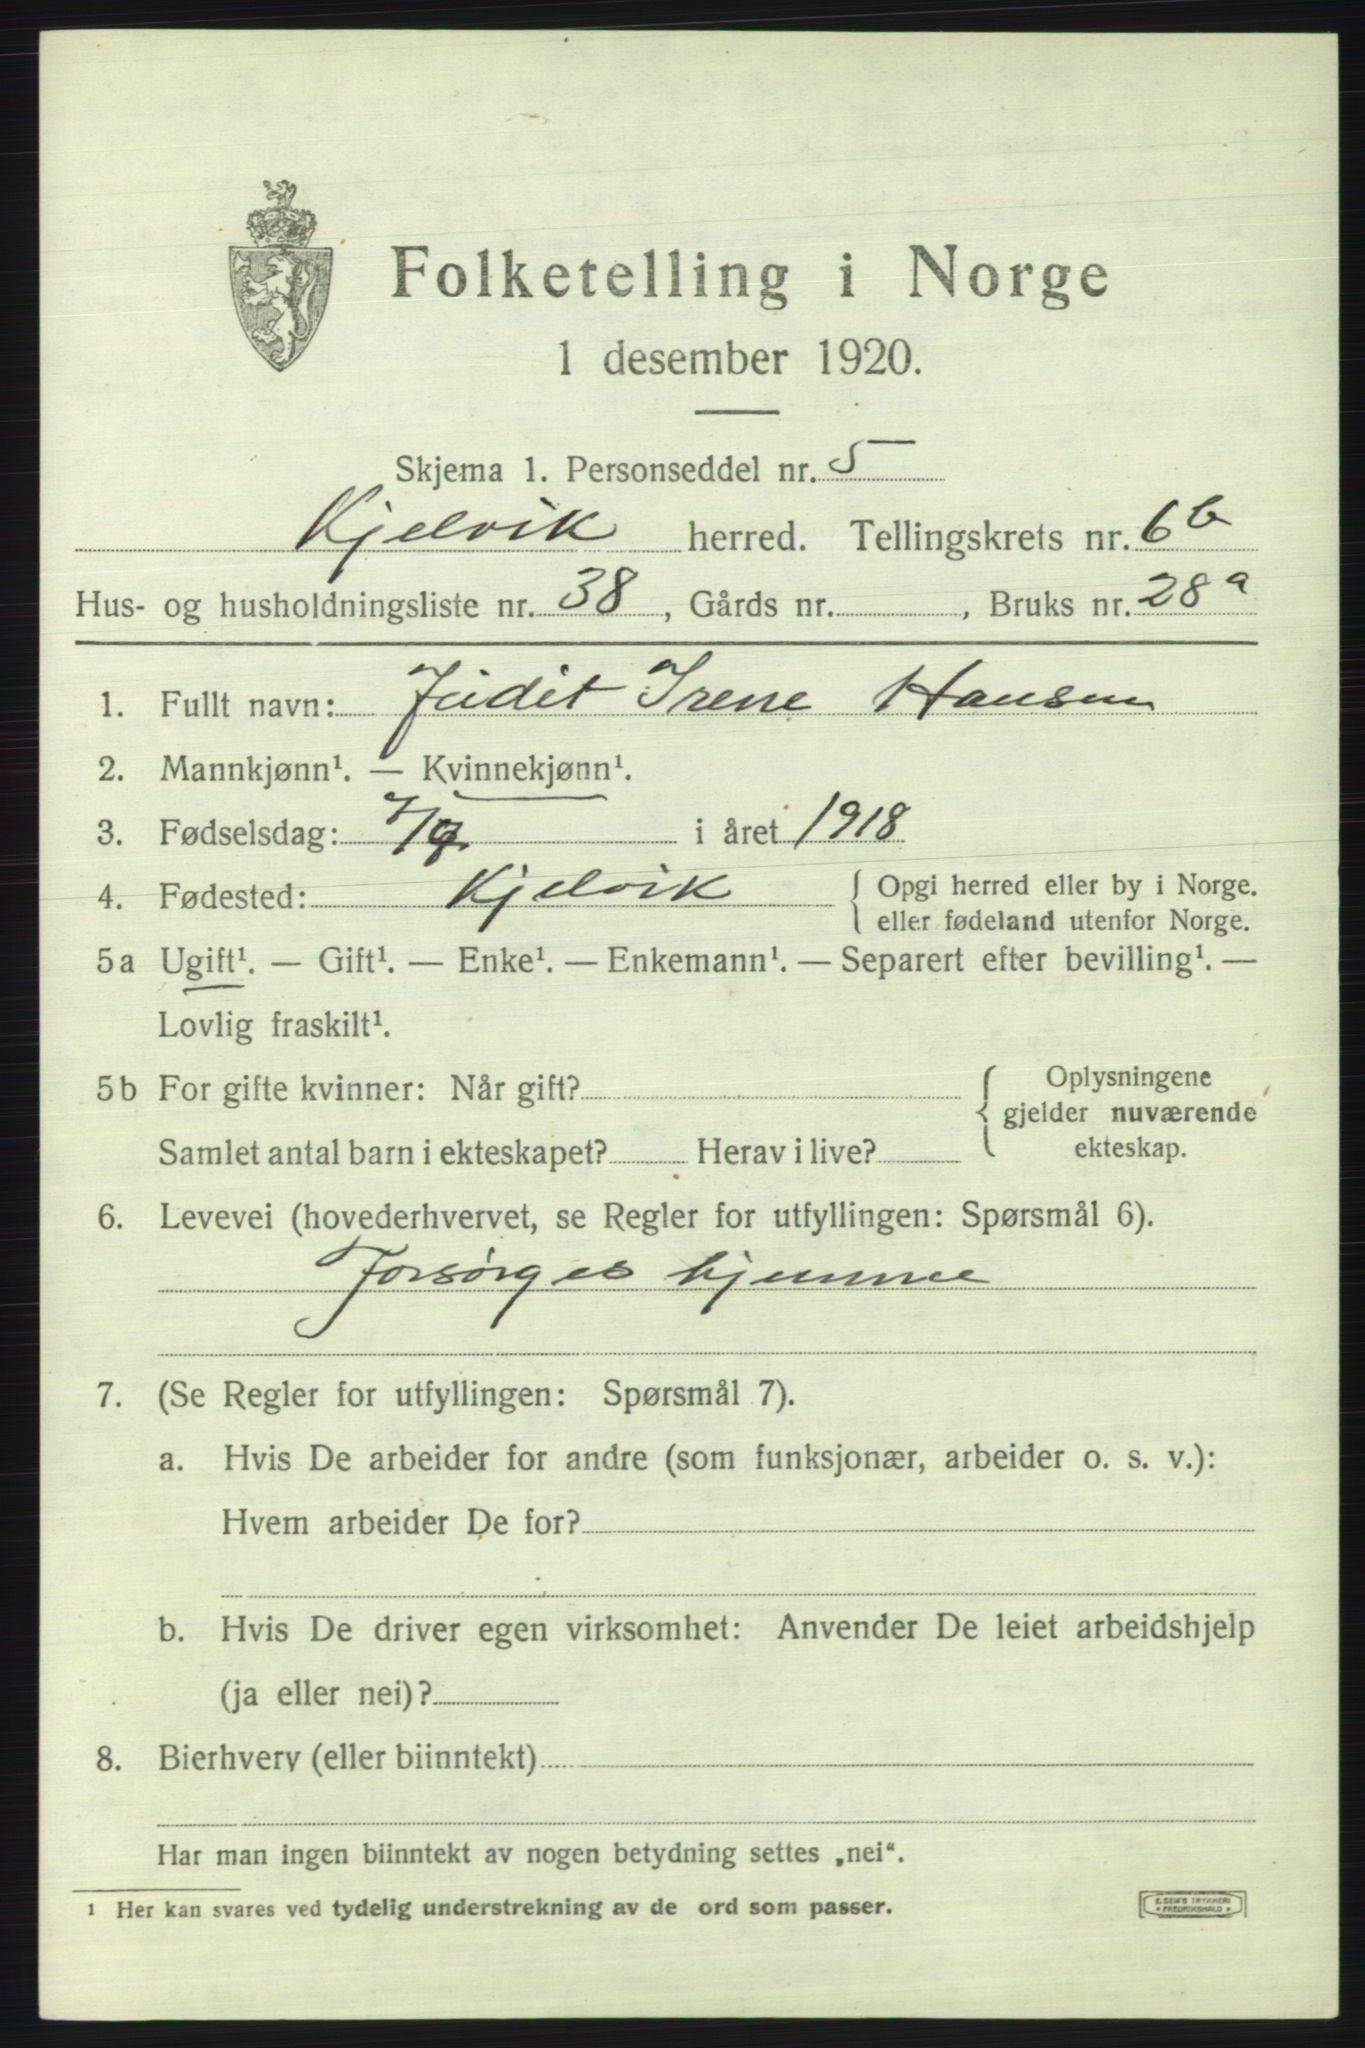 Folketelling i Norge
1 desember 1920.
Skjema 1. Personseddel nr. 5
Kjelvik herred. Tellingskrets nr. 6b
Hus- og husholdningsliste nr. 38, Gårds nr. , Bruks nr. 28a
1. Fullt navn: Judit Irene Hansen
2. Mannkjønn¹. — Kvinnekjønn¹.
3. Fødselsdag: i året 1918
4. Fødested: Kjelvik { Opgi herred eller by i Norge.
eller fødeland utenfor Norge.
5a Ugift¹. — Gift¹. — Enke¹. — Enkemann¹. — Separert efter bevilling¹. —
Lovlig fraskilt¹.
5b For gifte kvinner: Når gift? { Oplysningene
gjelder nuværende
ekteskap.
Samlet antal barn i ekteskapet? Herav i live?
6. Levevei (hovederhvervet, se Regler for utfyllingen: Spørsmål 6).
Forsørges hjemme
7. (Se Regler for utfyllingen: Spørsmål 7).
a. Hvis De arbeider for andre (som funksjonær, arbeider o. s. v.):
Hvem arbeider De for?
b. Hvis De driver egen virksomhet: Anvender De leiet arbeidshjelp
(ja eller nei)?
8. Bierhverv (eller biinntekt)
Har man ingen biinntekt av nogen betydning settes „nei“.
¹ Her kan svares ved tydelig understrekning av de ord som passer.
E. SEM'S TRYKKERI
FREDRIKSHALD